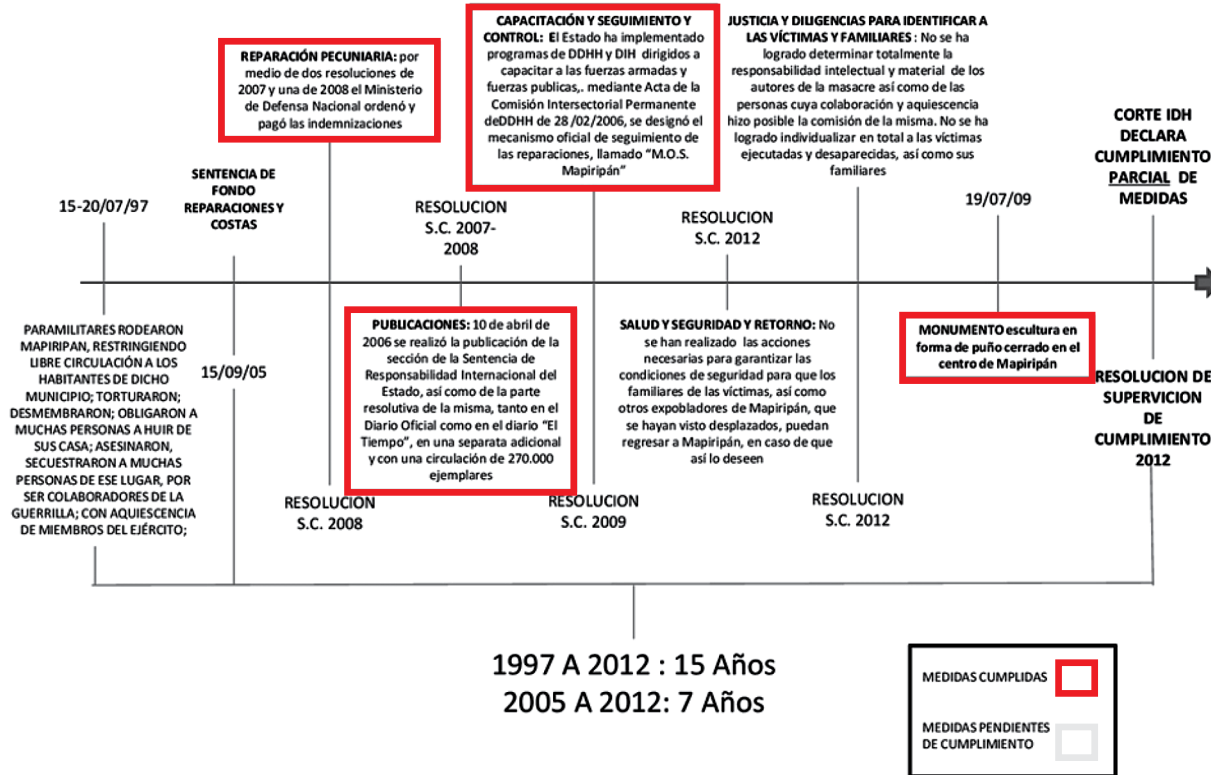 REPARACIÓN PECUNIARIA: por
medio de dos resoluciones de
2007 y una de 2008 el Ministerio
de Defensa Nacional ordenó y
pagó las indemnizaciones
CAPACITACIÓN Y SEGUIMIENTO Y
CONTROL: El Estado ha implementado
programas de DDHH y DIH dirigidos a
capacitar a las fuerzas armadas y
fuerzas publicas,. mediante Acta de la
Comisión Intersectorial Permanente
deDDHH de 28 /02/2006, se designó el
mecanismo oficial de seguimiento de
las reparaciones, llamado “M.O.S.
Mapiripán”
JUSTICIA Y DILIGENCIAS PARA IDENTIFICAR A
LAS VÍCTIMAS Y FAMILIARES : No se ha
logrado determinar totalmente la
responsabilidad intelectual y material de los
autores de la masacre así como de las
personas cuya colaboración y aquiescencia
hizo posible la comisión de la misma. No se ha
logrado individualizar en total a las víctimas
ejecutadas y desaparecidas, así como sus
familiares
CORTE IDH
DECLARA
CUMPLIMIENTO
PARCIAL DE
MEDIDAS
15-20/07/97
SENTENCIA DE
FONDO
REPARACIONES Y
COSTAS
RESOLUCION
S.C. 2007-
2008
RESOLUCION
S.C. 2012
19/07/09
PARAMILITARES RODEARON
MAPIRIPAN, RESTRINGIENDO
LIBRE CIRCULACIÓN A LOS
HABITANTES DE DICHO
MUNICIPIO; TORTURARON;
DESMEMBRARON; OBLIGARON A
MUCHAS PERSONAS A HUIR DE
SUS CASA; ASESINARON,
SECUESTRARON A MUCHAS
PERSONAS DE ESE LUGAR, POR
SER COLABORADORES DE LA
GUERRILLA; CON AQUIESCENCIA
DE MIEMBROS DEL EJÉRCITO;
15/09/05
RESOLUCION
S.C. 2008
PUBLICACIONES: 10 de abril de
2006 se realizó la publicación de la
sección de la Sentencia de
Responsabilidad Internacional del
Estado, así como de la parte
resolutiva de la misma, tanto en el
Diario Oficial como en el diario “El
Tiempo”, en una separata adicional
y con una circulación de 270.000
ejemplares
RESOLUCION
S.C. 2009
SALUD Y SEGURIDAD Y RETORNO: No
se han realizado las acciones
necesarias para garantizar las
condiciones de seguridad para que los
familiares de las víctimas, así como
otros expobladores de Mapiripán, que
se hayan visto desplazados, puedan
regresar a Mapiripán, en caso de que
así lo deseen
RESOLUCION
S.C. 2012
MONUMENTO escultura en
forma de puño cerrado en el
centro de Mapiripán
RESOLUCION DE
SUPERVICION
DE
CUMPLIMIENTO
2012
1997 A 2012 : 15 Años
2005 A 2012: 7 Años
MEDIDAS CUMPLIDAS
MEDIDAS PENDIENTES
DE CUMPLIMIENTO